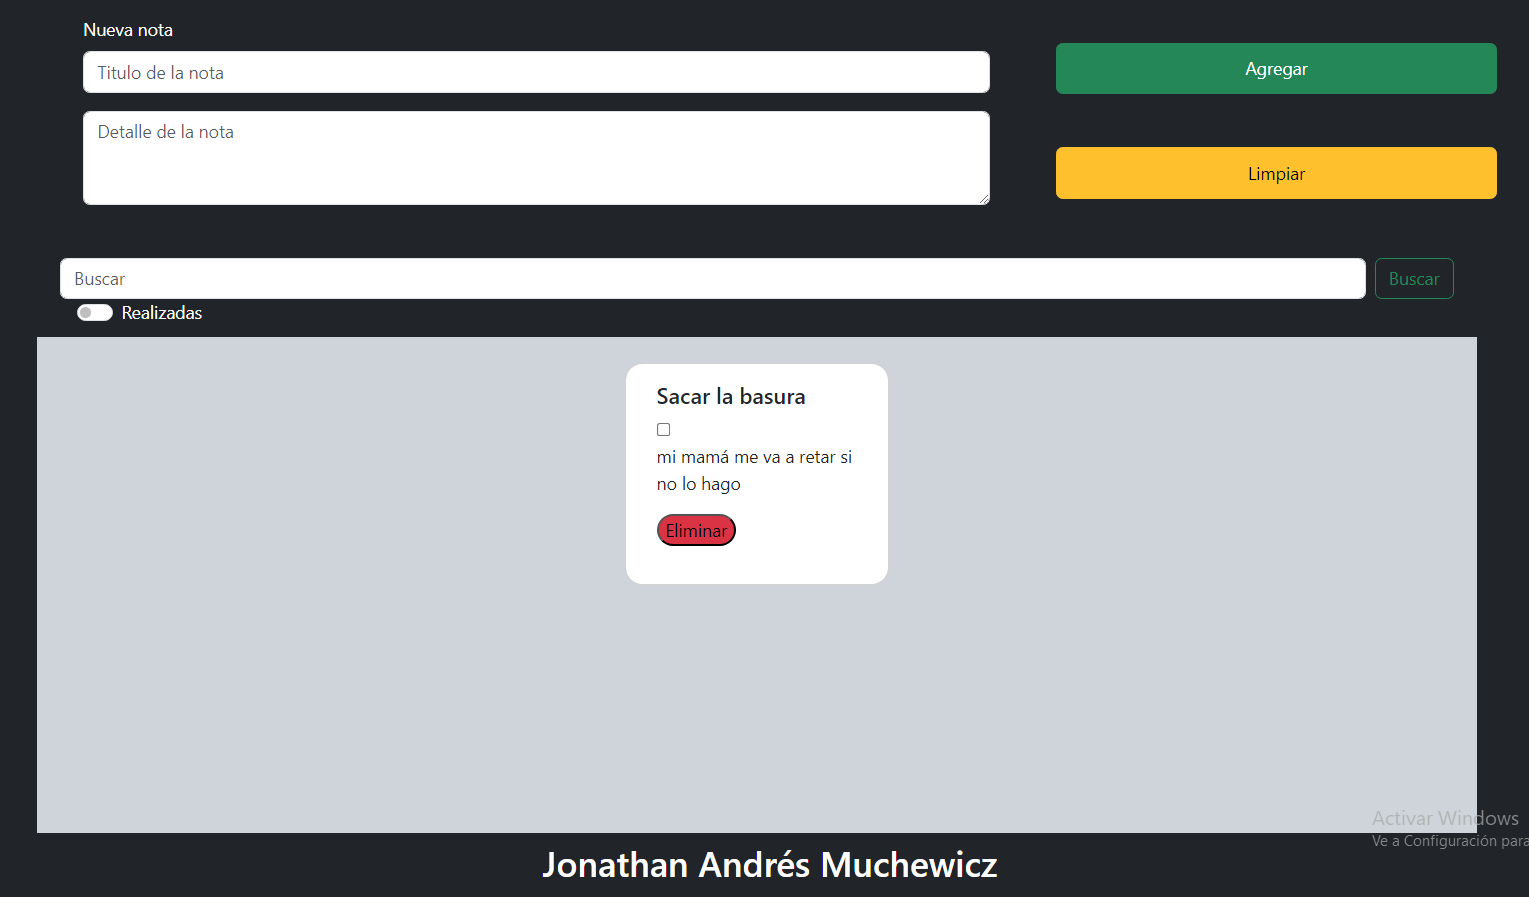 Nueva nota
Titulo de la nota
Agregar
Detalle de la nota
Limpiar
Buscar
Buscar
Realizadas
Sacar la basura
mi mamá me va a retar si
no lo hago
Eliminar
Activar Windows
Ve a Configuración para
Jonathan Andrés Muchewicz